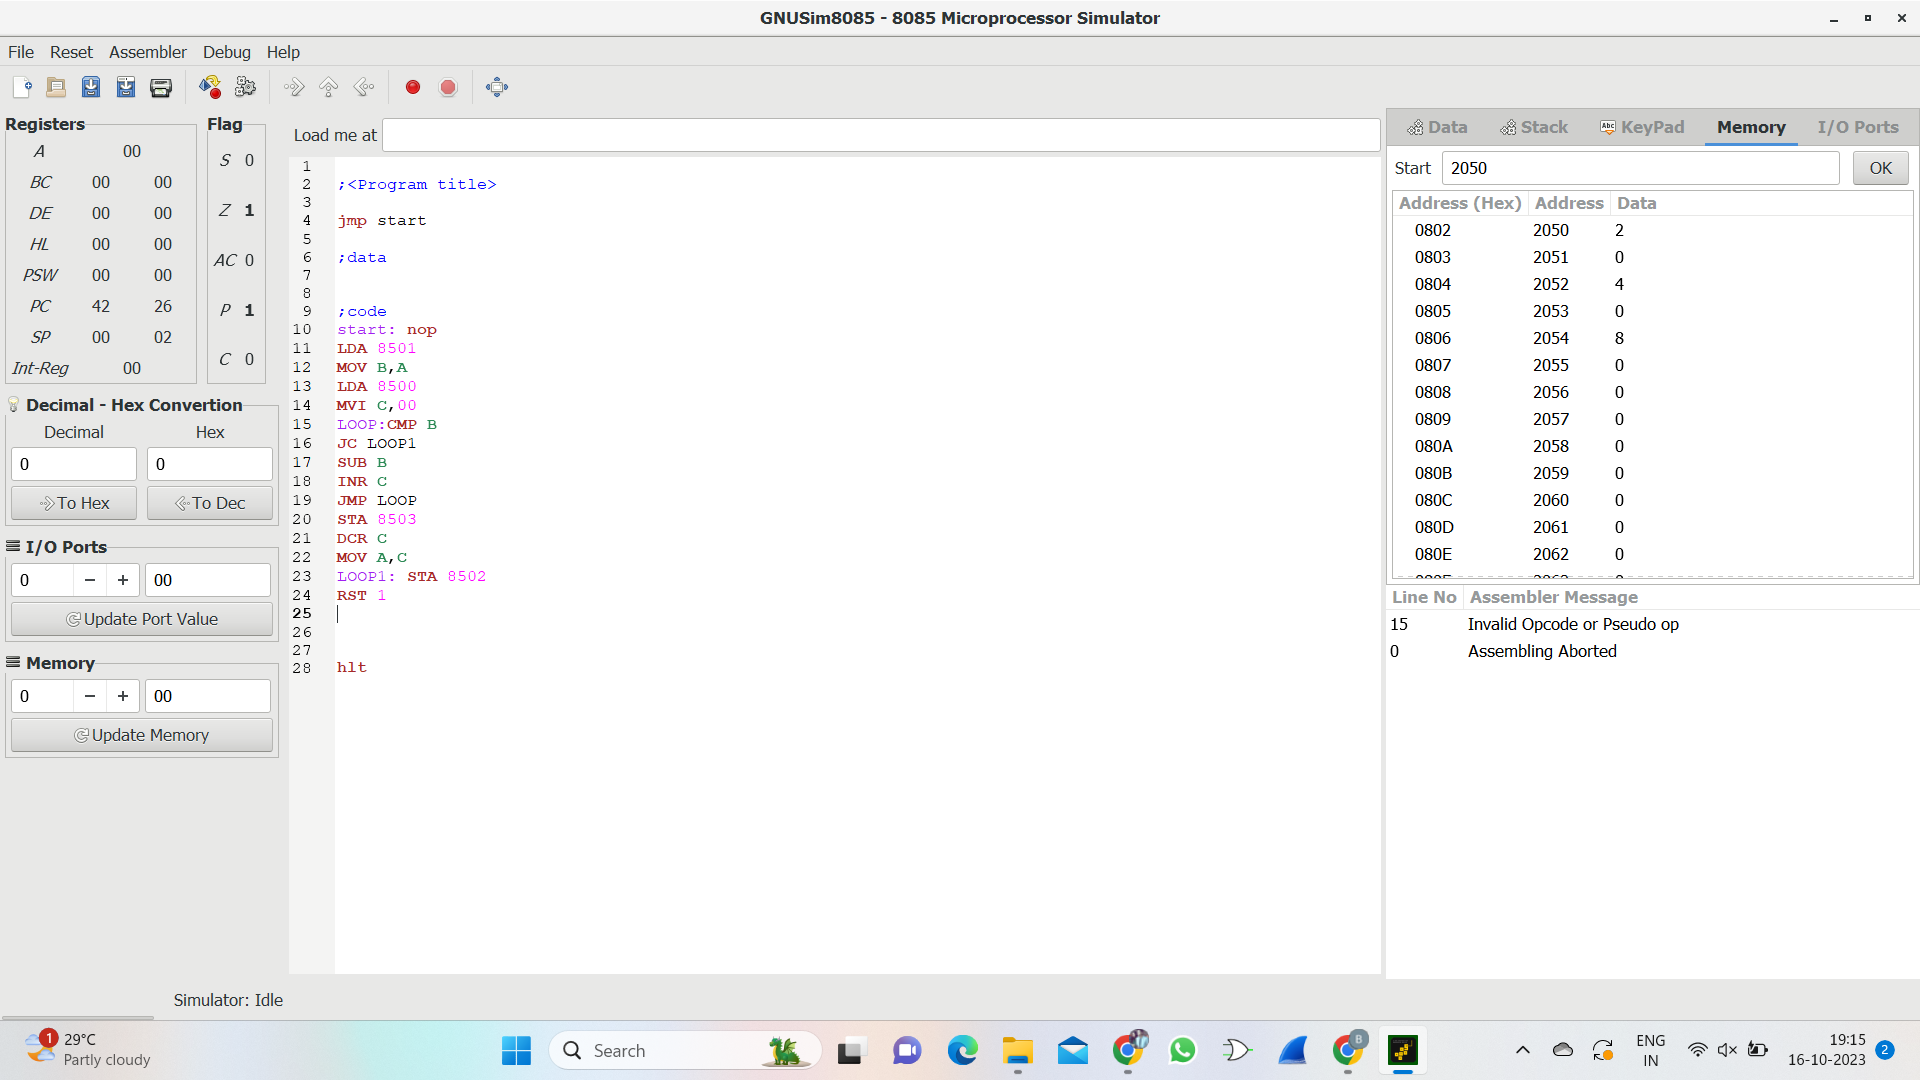 GNUSim8085 - 8085 Microprocessor Simulator
File Reset Assembler Debug Help
Registers
A 00
BC 00 00
DE 00 00
HL 00 00
PSW 00 00
PC 42 26
SP 00 02
Int-Reg 00
Flag
S 0
Z 1
AC 0
P 1
C 0
Decimal - Hex Convertion
Decimal Hex
0 0
To Hex To Dec
I/O Ports
0 − + 00
Update Port Value
Memory
0 − + 00
Update Memory
Load me at
1
2 ;<Program title>
3
4 jmp start
5
6 ;data
7
8
9 ;code
10 start: nop
11 LDA 8501
12 MOV B,A
13 LDA 8500
14 MVI C,00
15 LOOP:CMP B
16 JC LOOP1
17 SUB B
18 INR C
19 JMP LOOP
20 STA 8503
21 DCR C
22 MOV A,C
23 LOOP1: STA 8502
24 RST 1
25
26
27
28 hlt
Data Stack Abc KeyPad Memory I/O Ports
Start 2050 OK
Address (Hex) Address Data
0802 2050 2
0803 2051 0
0804 2052 4
0805 2053 0
0806 2054 8
0807 2055 0
0808 2056 0
0809 2057 0
080A 2058 0
080B 2059 0
080C 2060 0
080D 2061 0
080E 2062 0
Line No Assembler Message
15 Invalid Opcode or Pseudo op
0 Assembling Aborted
Simulator: Idle
1 29°C
Partly cloudy
Search
B
ENG
IN
19:15
16-10-2023
2